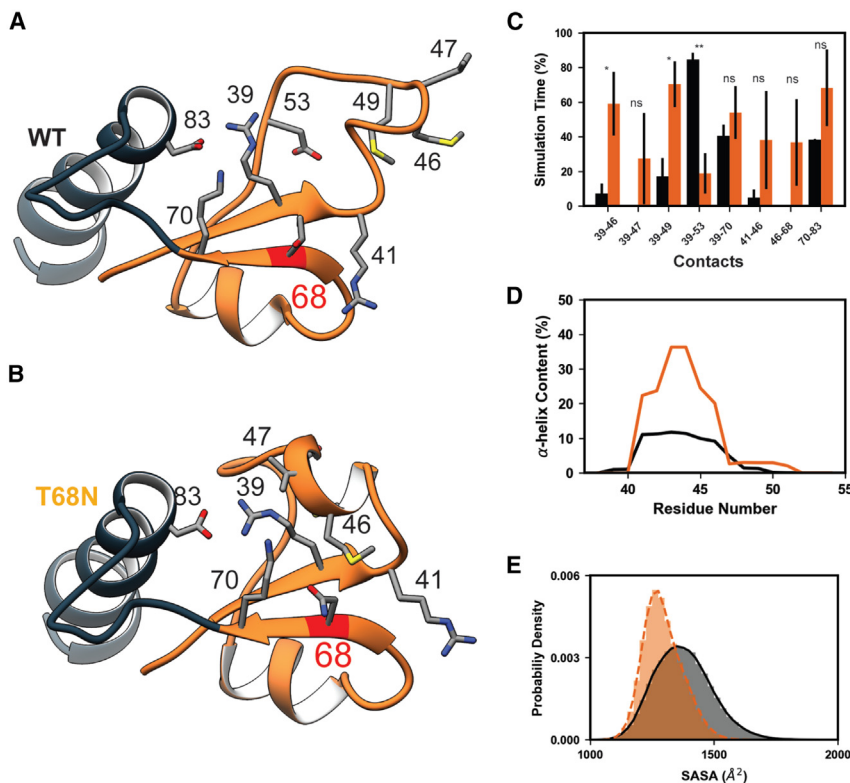 A
WT
83
39
53
47
49
46
70
41
68
B
T68N
83
47
39
46
70
41
68
C
Simulation Time (%)
100
80
60
40
20
0
*
ns
*
**
ns
ns
ns
ns
39-46
39-47
39-49
39-53
39-70
41-46
46-68
70-83
Contacts
D
α-helix Content (%)
50
40
30
20
10
0
40
45
50
55
Residue Number
E
Probability Density
0.006
0.003
0.000
1000
1500
2000
SASA (Å²)